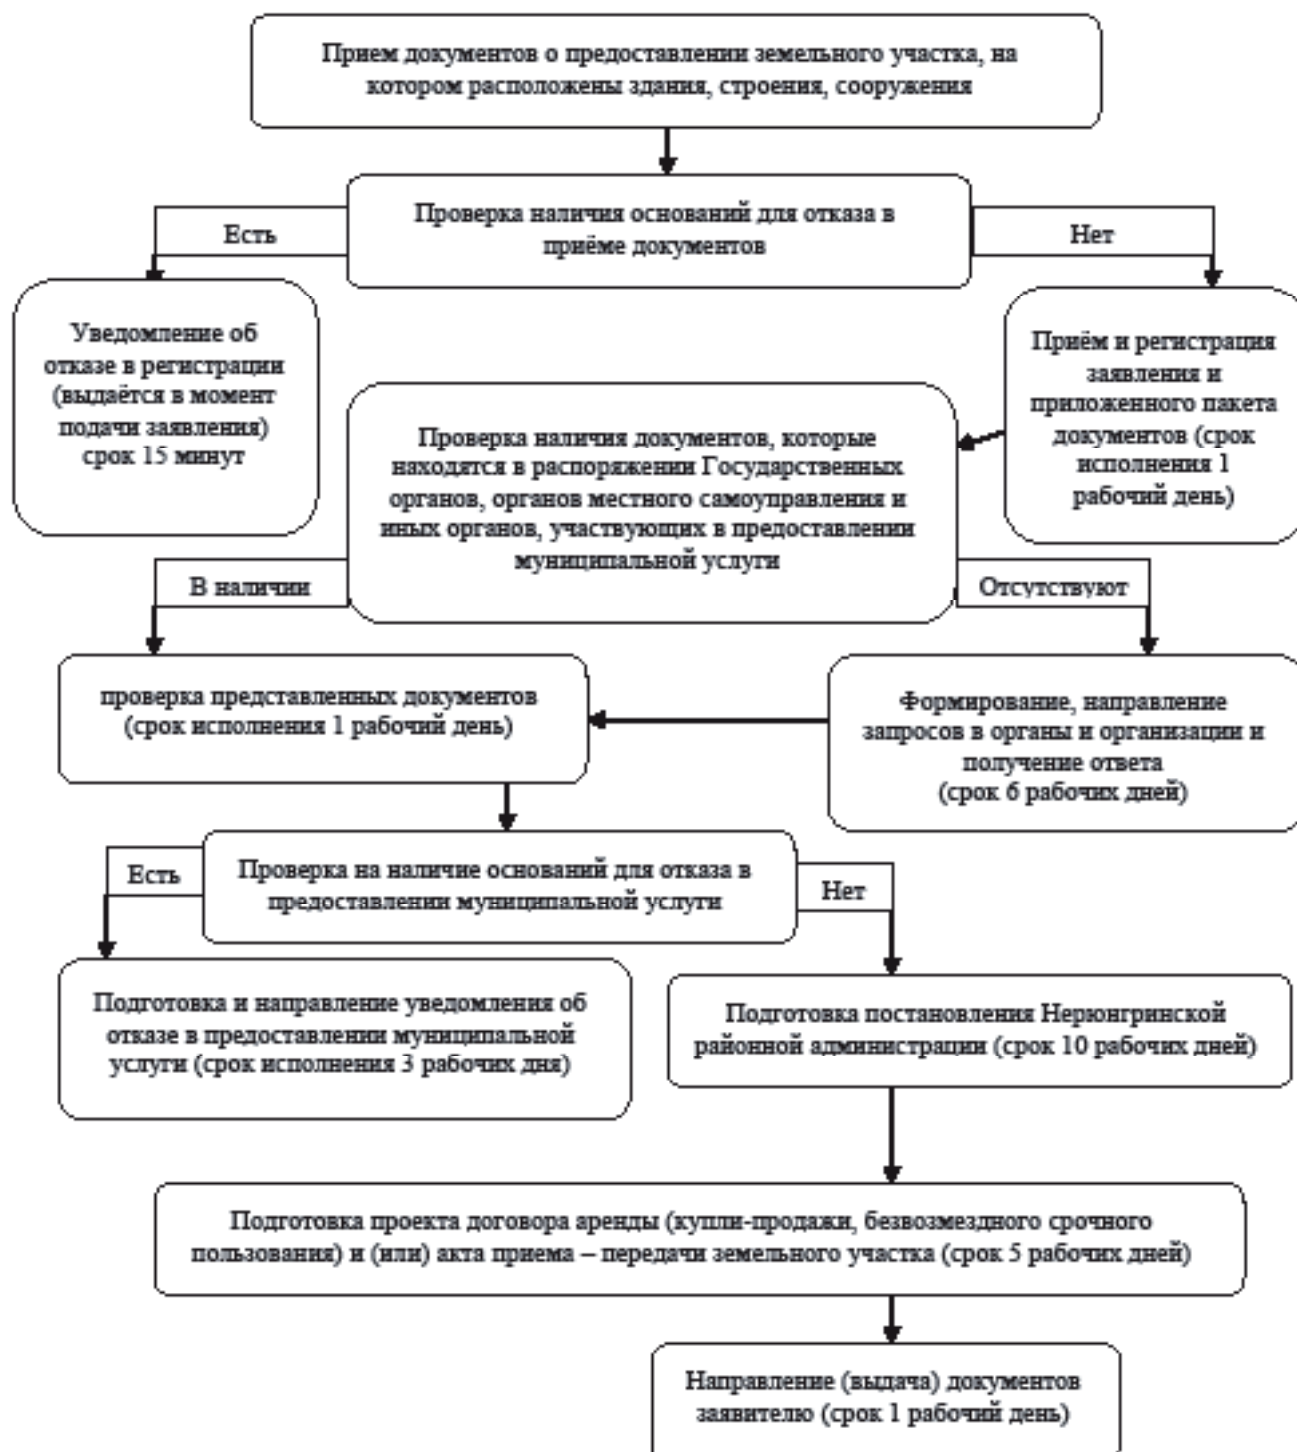 Прием документов о предоставлении земельного участка, на
котором расположены здания, строения, сооружения
Проверка наличия оснований для отказа в
приёме документов
Есть
Нет
Уведомление об
отказе в регистрации
(выдаётся в момент
подачи заявления)
срок 15 минут
Приём и регистрация
заявления и
приложенного пакета
документов (срок
исполнения 1
рабочий день)
Проверка наличия документов, которые
находятся в распоряжении Государственных
органов, органов местного самоуправления и
иных органов, участвующих в предоставлении
муниципальной услуги
В наличии
Отсутствуют
проверка представленных документов
(срок исполнения 1 рабочий день)
Формирование, направление
запросов в органы и организации и
получение ответа
(срок 6 рабочих дней)
Проверка на наличие оснований для отказа в
предоставлении муниципальной услуги
Есть
Нет
Подготовка и направление уведомления об
отказе в предоставлении муниципальной
услуги (срок исполнения 3 рабочих дня)
Подготовка постановления Нерюнгринской
районной администрации (срок 10 рабочих дней)
Подготовка проекта договора аренды (купли-продажи, безвозмездного срочного
пользования) и (или) акта приема – передачи земельного участка (срок 5 рабочих дней)
Направление (выдача) документов
заявителю (срок 1 рабочий день)